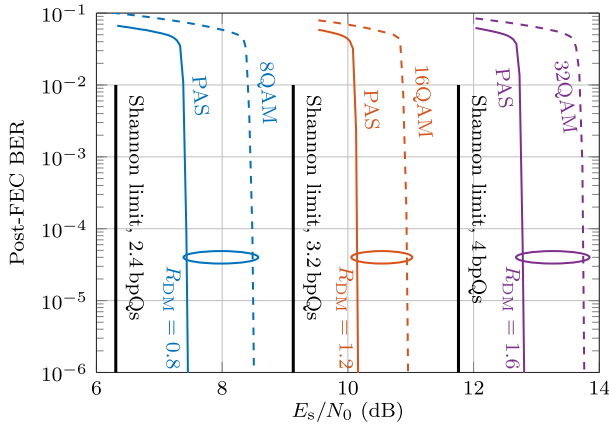 10⁻¹
10⁻²
10⁻³
10⁻⁴
10⁻⁵
10⁻⁶
Post-FEC BER
6
8
10
12
14
E_s/N_0 (dB)
Shannon limit, 2.4 bpQs
PAS
8QAM
R_DM = 0.8
Shannon limit, 3.2 bpQs
PAS
16QAM
R_DM = 1.2
Shannon limit, 4 bpQs
PAS
32QAM
R_DM = 1.6